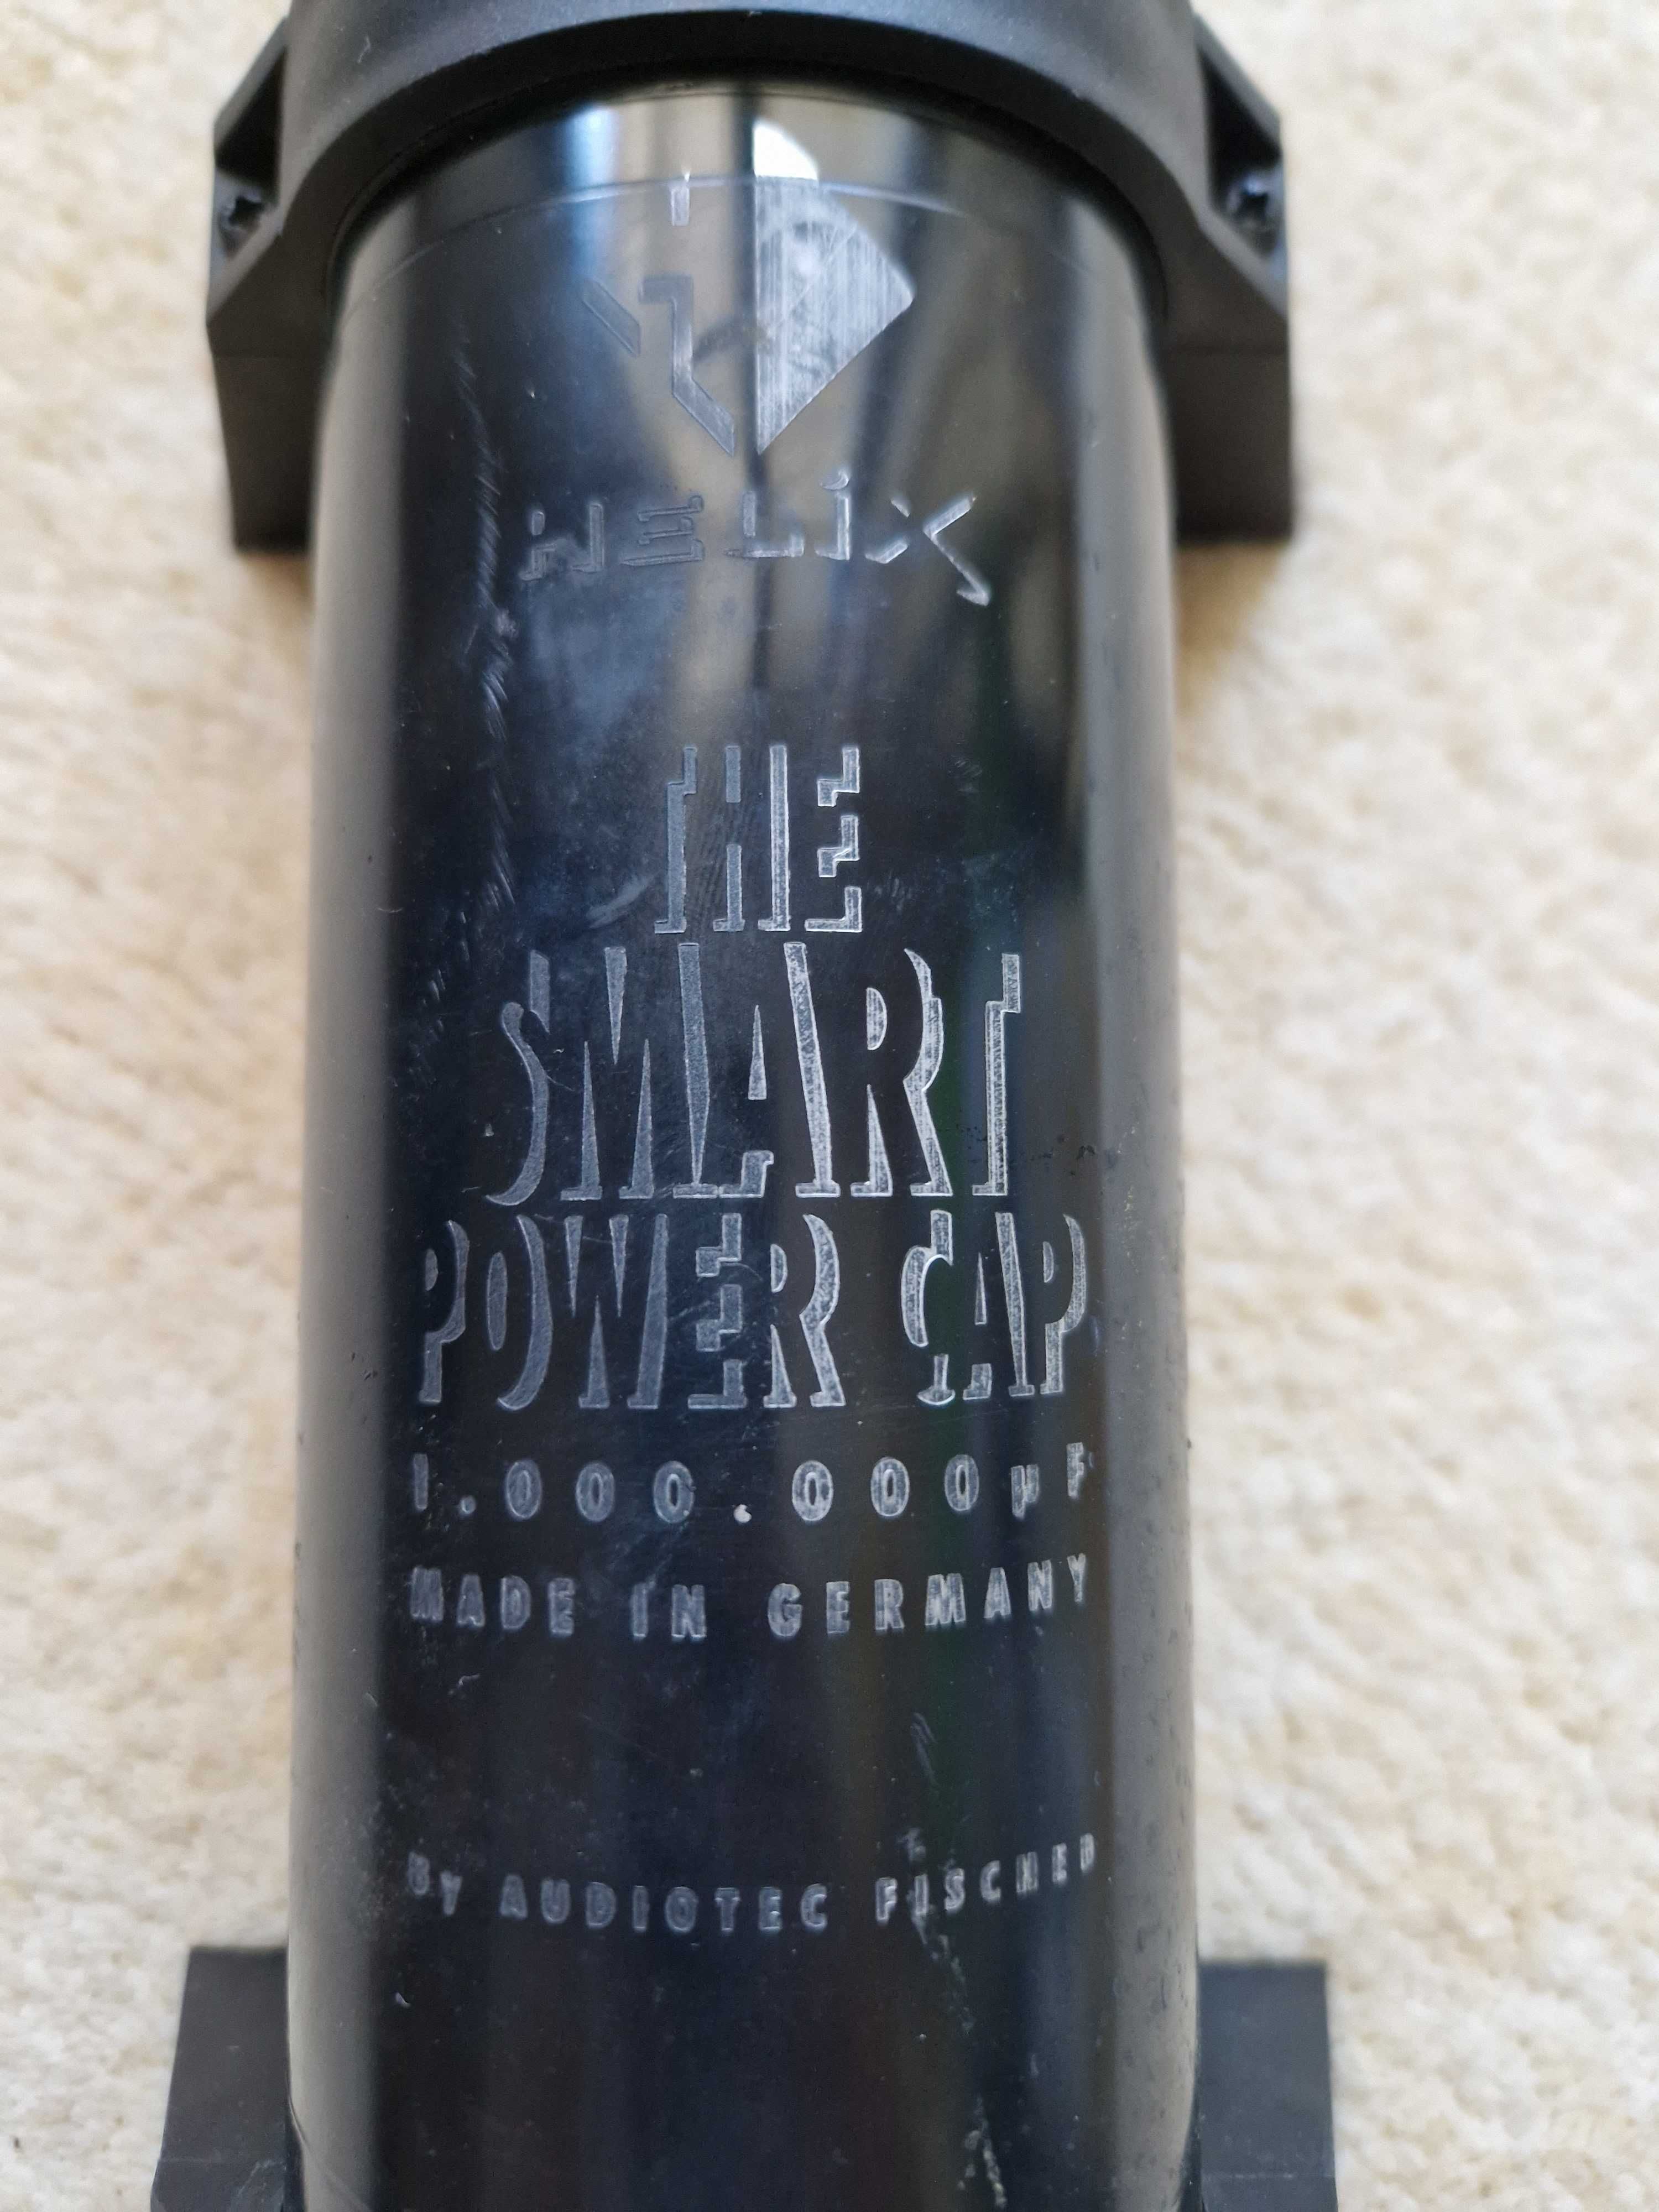 HELIX
THE
SMART
POWER CAP
1.000.000µF
MADE IN GERMANY
BY AUDIOTEC FISCHER